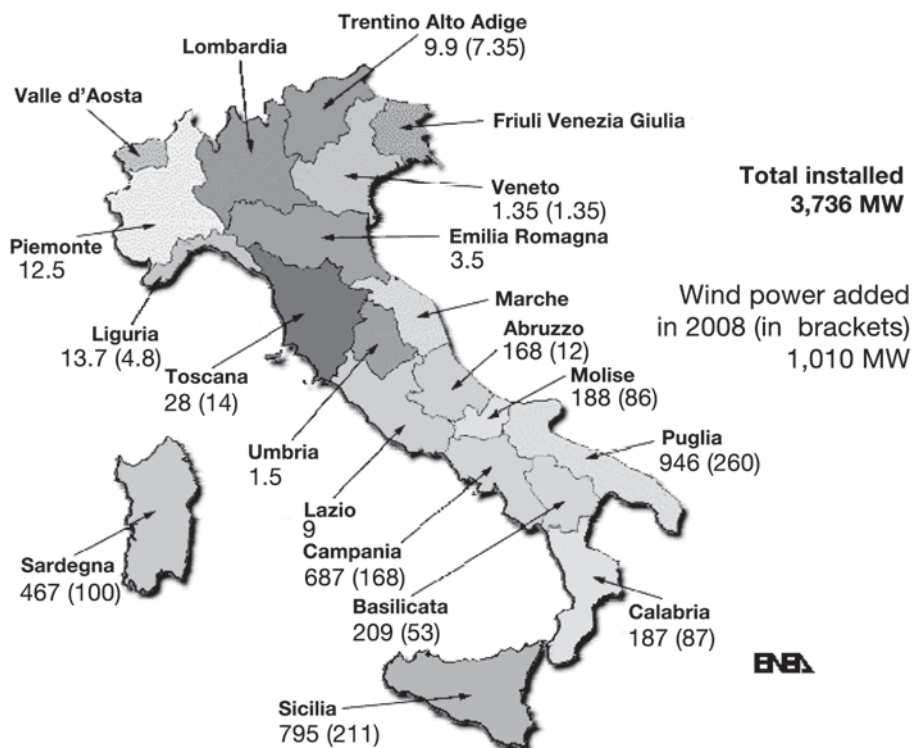 Trentino Alto Adige
9.9 (7.35)
Lombardia
Valle d'Aosta
Friuli Venezia Giulia
Total installed
3,736 MW
Veneto
1.35 (1.35)
Piemonte
12.5
Emilia Romagna
3.5
Wind power added
in 2008 (in brackets)
1,010 MW
Marche
Liguria
13.7 (4.8)
Abruzzo
168 (12)
Toscana
28 (14)
Molise
188 (86)
Umbria
1.5
Puglia
946 (260)
Lazio
9
Sardegna
467 (100)
Campania
687 (168)
Basilicata
209 (53)
Calabria
187 (87)
ENEA
Sicilia
795 (211)